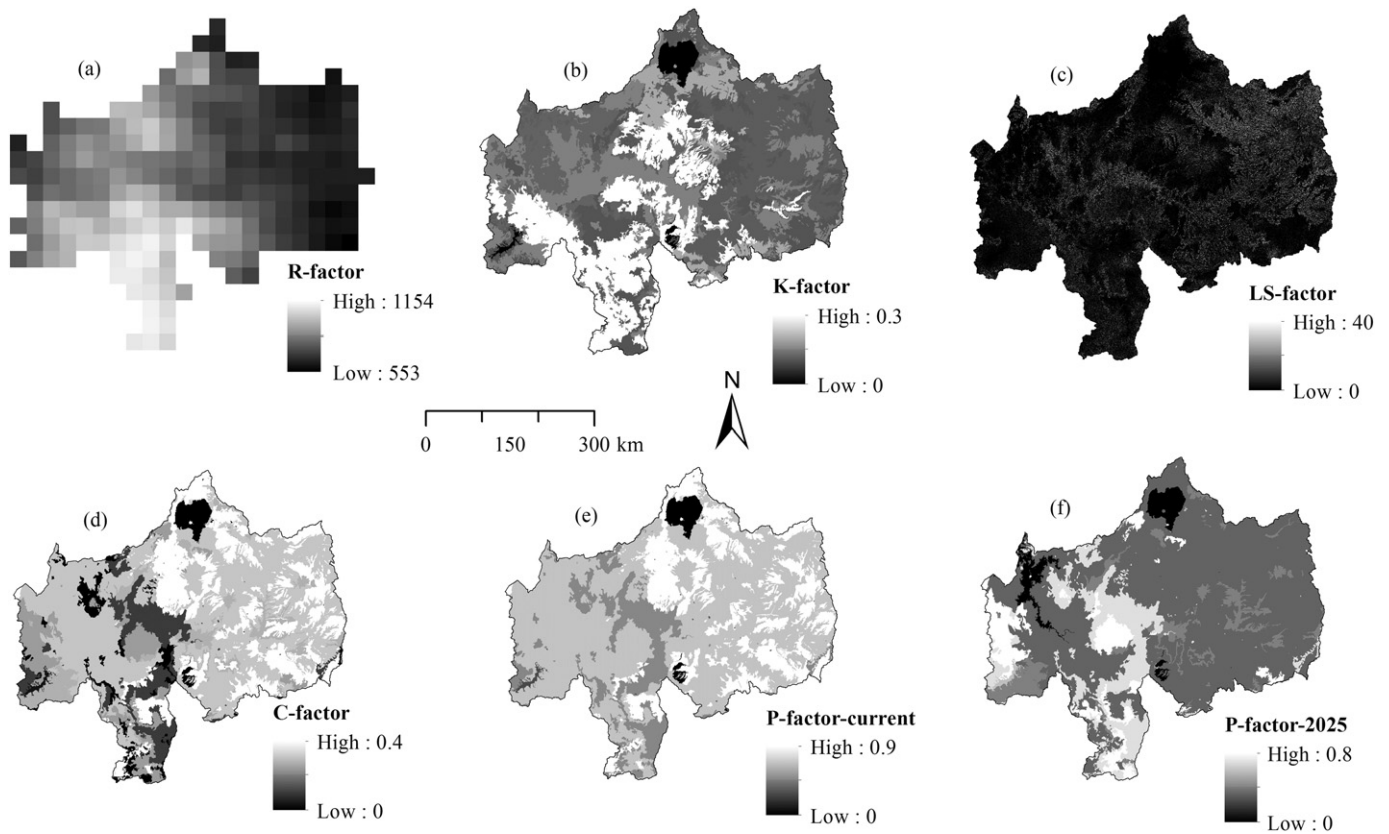 (a)
R-factor
High : 1154
Low : 553
(b)
K-factor
High : 0.3
Low : 0
(c)
LS-factor
High : 40
Low : 0
N
0 150 300 km
(d)
C-factor
High : 0.4
Low : 0
(e)
P-factor-current
High : 0.9
Low : 0
(f)
P-factor-2025
High : 0.8
Low : 0